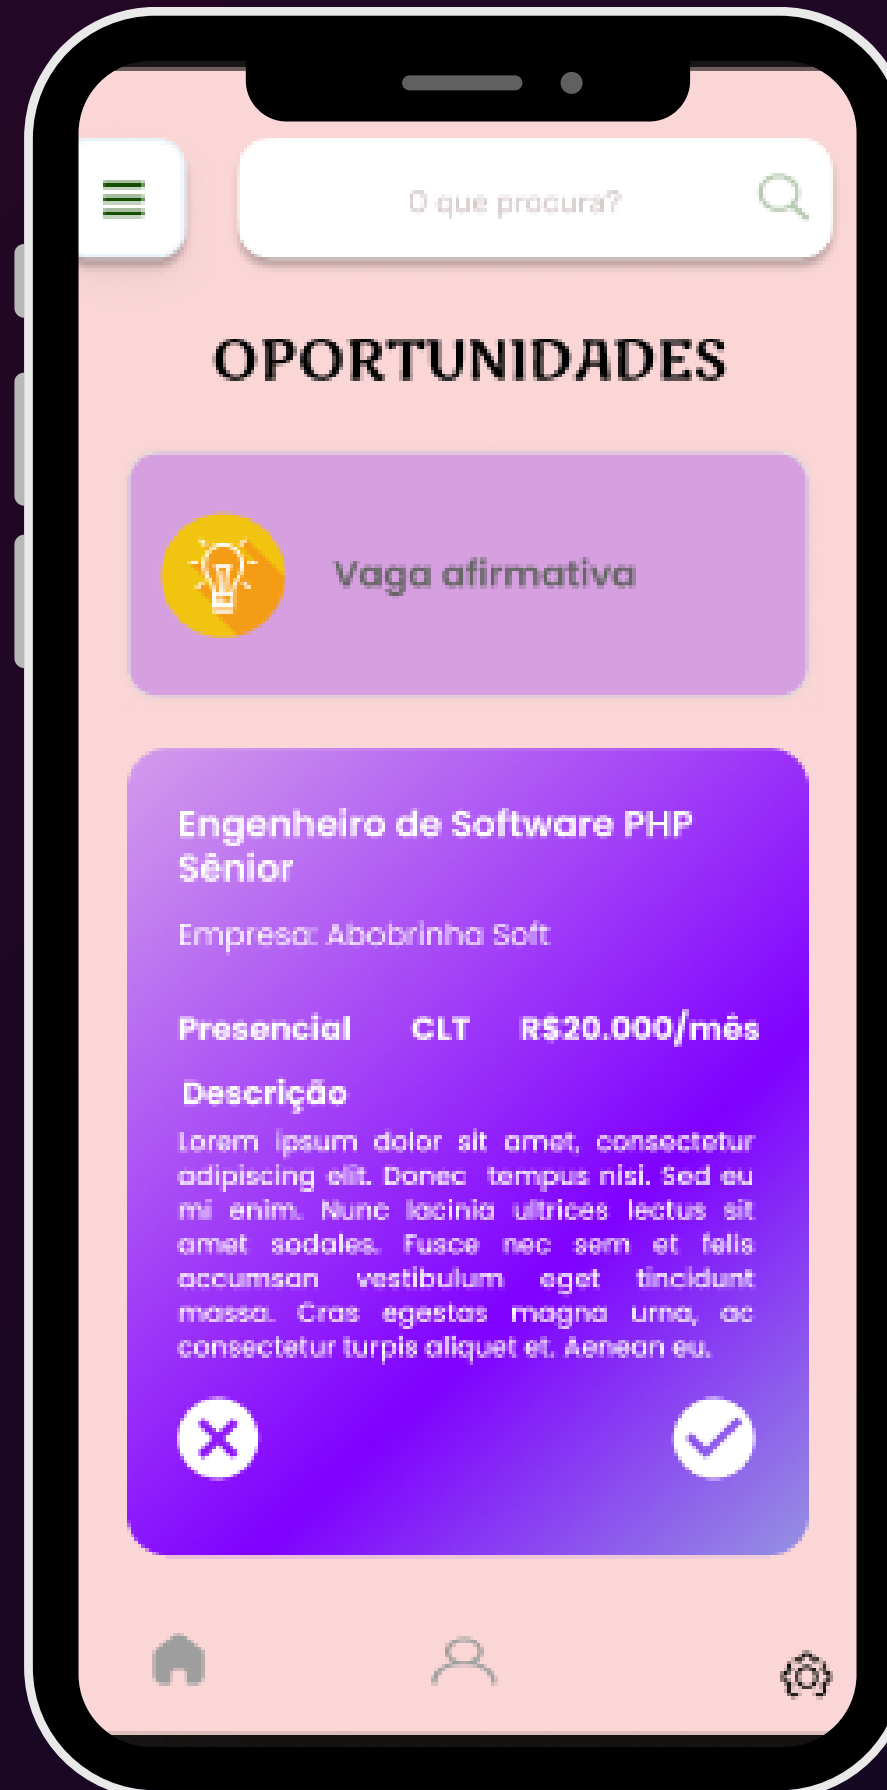 O que procura?
OPORTUNIDADES
Vaga afirmativa
Engenheiro de Software PHP
Sênior
Empresa: Abobrinha Soft
Presencial CLT R$20.000/mês
Descrição
Lorem ipsum dolor sit amet, consectetur
adipiscing elit. Donec tempus nisi. Sed eu
mi enim. Nunc lacinia ultrices lectus sit
amet sodales. Fusce nec sem et felis
accumsan vestibulum eget tincidunt
massa. Cras egestas magna urna, ac
consectetur turpis aliquet et. Aenean eu.